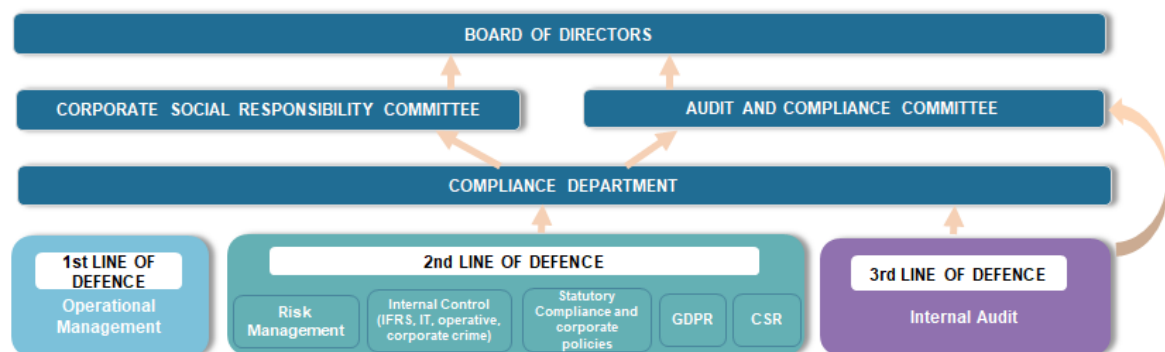 BOARD OF DIRECTORS
CORPORATE SOCIAL RESPONSIBILITY COMMITTEE
AUDIT AND COMPLIANCE COMMITTEE
COMPLIANCE DEPARTMENT
1st LINE OF
DEFENCE
Operational
Management
2nd LINE OF DEFENCE
Risk
Management
Internal Control
(IFRS, IT, operative,
corporate crime)
Statutory
Compliance and
corporate
policies
GDPR
CSR
3rd LINE OF DEFENCE
Internal Audit